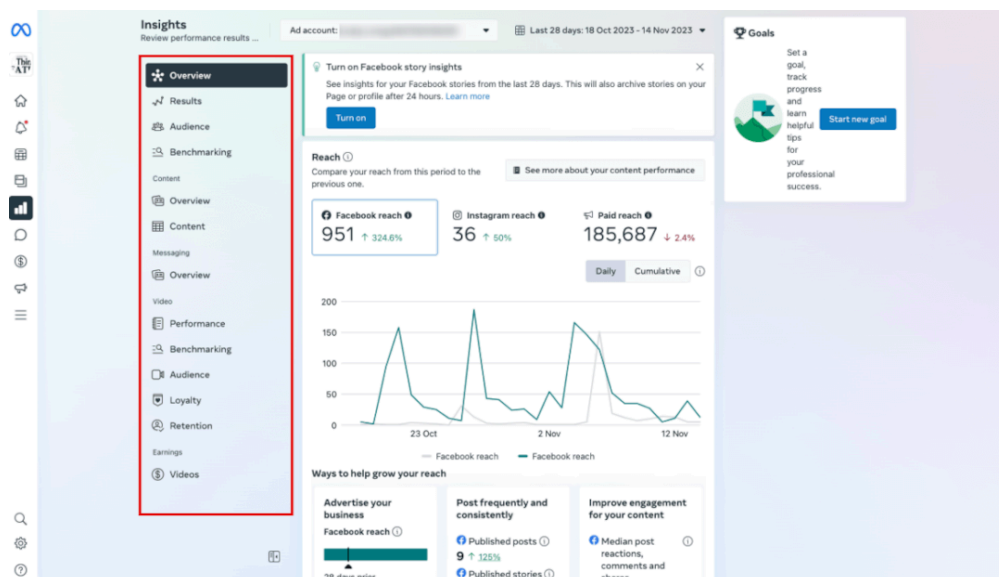 Insights
Review performance results ...
Ad account:
Last 28 days: 18 Oct 2023 - 14 Nov 2023
This
"AT"
Overview
Results
Audience
Benchmarking
Content
Overview
Content
Messaging
Overview
Video
Performance
Benchmarking
Audience
Loyalty
Retention
Earnings
Videos
Turn on Facebook story insights
See insights for your Facebook stories from the last 28 days. This will also archive stories on your
Page or profile after 24 hours. Learn more
Turn on
Reach
Compare your reach from this period to the
previous one.
See more about your content performance
Facebook reach
951 ↑ 324.6%
Instagram reach
36 ↑ 50%
Paid reach
185,687 ↓ 2.4%
Daily
Cumulative
200
150
100
50
0
23 Oct
2 Nov
12 Nov
Facebook reach
Facebook reach
Ways to help grow your reach
Advertise your
business
Facebook reach
28 days prior
Post frequently and
consistently
Published posts
9 ↑ 125%
Published stories
Improve engagement
for your content
Median post
reactions,
comments and
shares
Goals
Set a
goal,
track
progress
and
learn
helpful
tips
for
your
professional
success.
Start new goal